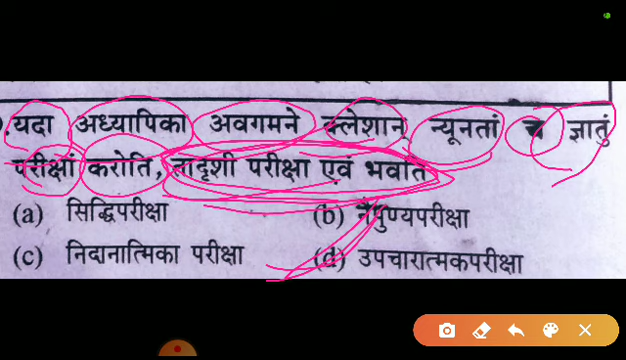 यदा अध्यापिका अवगमने क्लेशान् न्यूनतां च ज्ञातुं
परीक्षां करोति, तादृशी परीक्षा एवं भवति
(a) सिद्धिपरीक्षा (b) नैपुण्यपरीक्षा
(c) निदानात्मिका परीक्षा (d) उपचारात्मकपरीक्षा